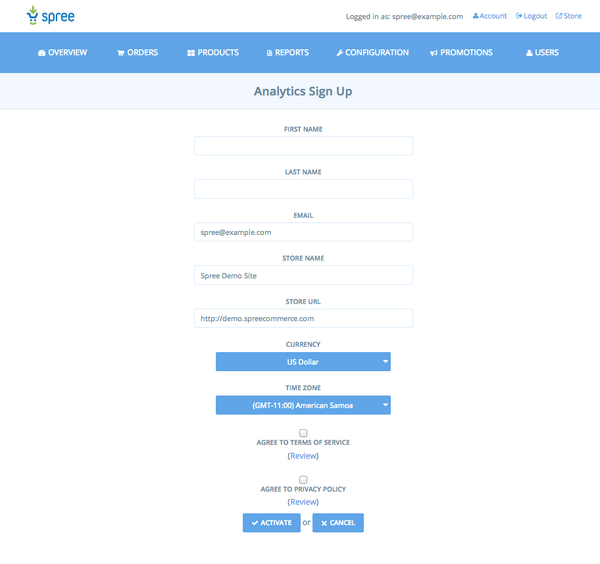 spree
Logged in as: spree@example.com Account Logout Store
OVERVIEW ORDERS PRODUCTS REPORTS CONFIGURATION PROMOTIONS USERS
Analytics Sign Up
FIRST NAME
LAST NAME
EMAIL
spree@example.com
STORE NAME
Spree Demo Site
STORE URL
http://demo.spreecommerce.com
CURRENCY
US Dollar
TIME ZONE
(GMT-11:00) American Samoa
AGREE TO TERMS OF SERVICE
(Review)
AGREE TO PRIVACY POLICY
(Review)
ACTIVATE or CANCEL